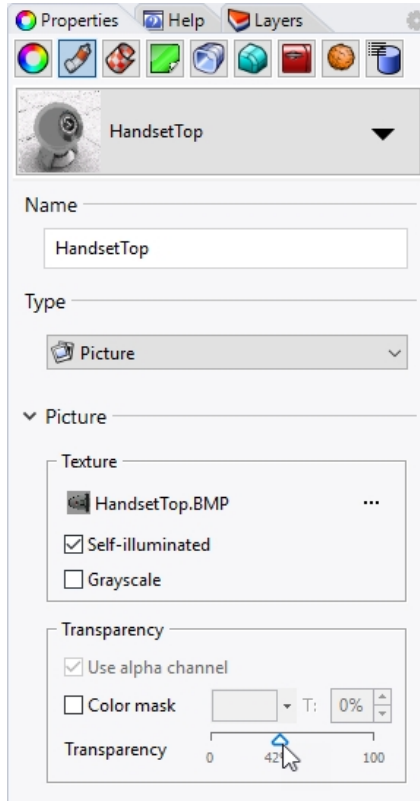 Properties Help Layers
HandsetTop
Name
HandsetTop
Type
Picture
Picture
Texture
HandsetTop.BMP ...
Self-illuminated
Grayscale
Transparency
Use alpha channel
Color mask T: 0%
Transparency
0 42% 100